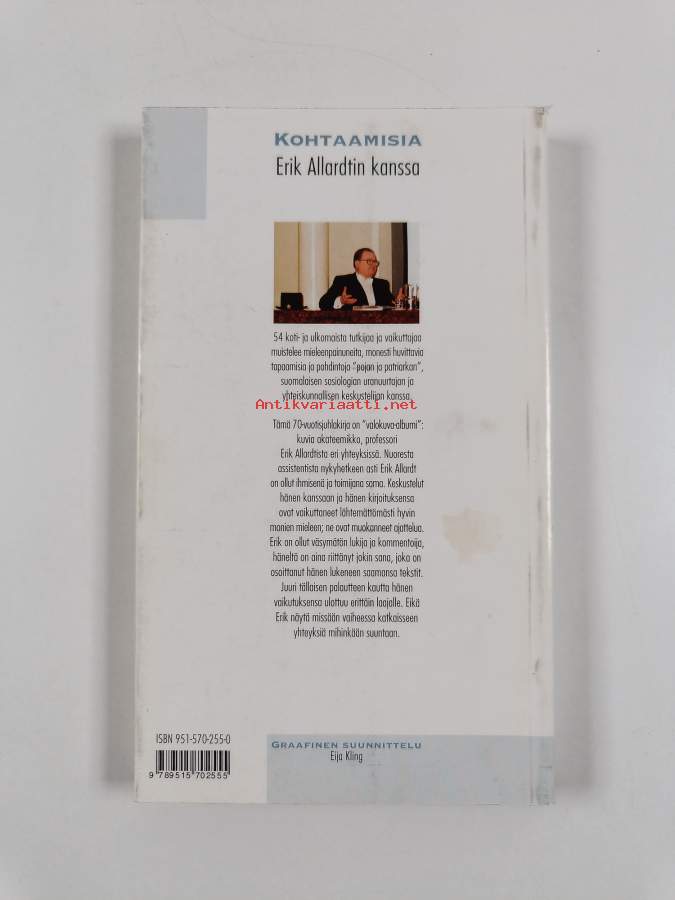 KOHTAAMISIA
Erik Allardtin kanssa
54 koti- ja ulkomaista tutkijaa ja vaikuttajaa
muistelee mieleenpainuneita, monesti huvittavia
tapaamisia ja pohdintoja "pojan ja patriarkan",
suomalaisen sosiologian uranuurtajan ja
yhteiskunnallisen keskustelijan kanssa.
Antikvariaatti.net
Tämä 70-vuotisjuhlakirja on "valokuva-albumi":
kuvia akateemikko, professori
Erik Allardtista eri yhteyksissä. Nuoresta
assistentista nykyhetkeen asti Erik Allardt
on ollut ihmisenä ja toimijana sama. Keskustelut
hänen kanssaan ja hänen kirjoituksensa
ovat vaikuttaneet lähtemättömästi hyvin
monien mieleen; ne ovat muokanneet ajattelua.
Erik on ollut väsymätön lukija ja kommentoija,
häneltä on aina riittänyt jokin sana, joka on
osoittanut hänen lukeneen saamansa tekstit.
Juuri tällaisen palautteen kautta hänen
vaikutuksensa ulottuu erittäin laajalle. Eikä
Erik näytä missään vaiheessa katkaisseen
yhteyksiä mihinkään suuntaan.
ISBN 951-570-255-0
9 789515 702555
GRAAFINEN SUUNNITTELU
Eija Kling